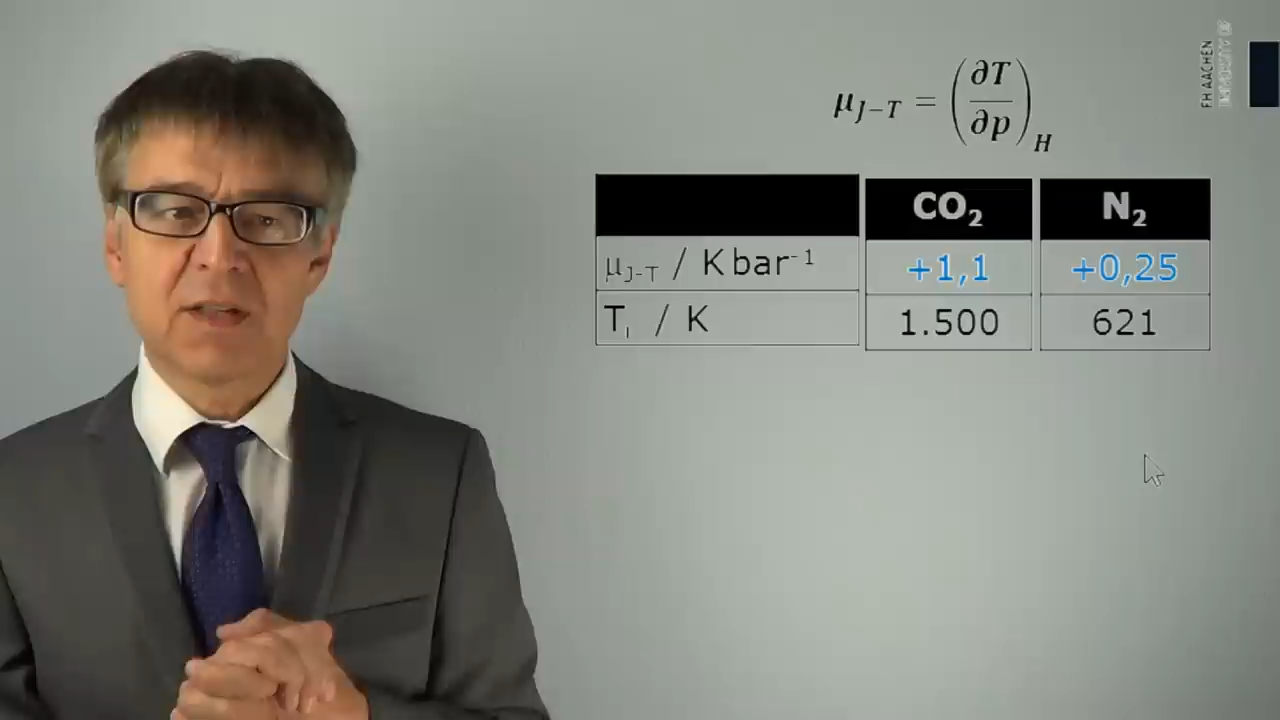 μJ−T = (∂T/∂p)H
CO₂ N₂
μJ-T / K bar⁻¹ +1,1 +0,25
TI / K 1.500 621
FH AACHEN